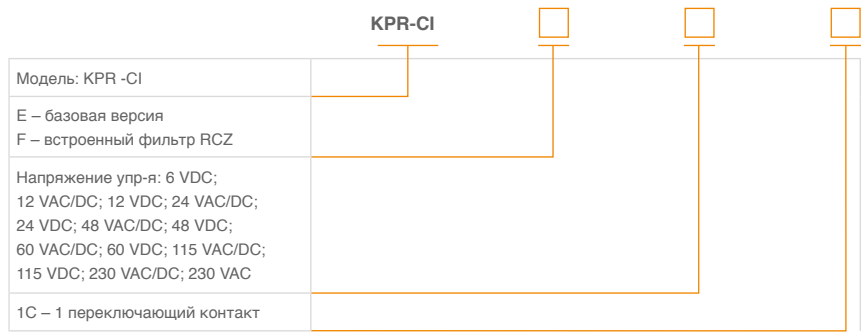 KPR-CI
Модель: KPR -CI
E – базовая версия
F – встроенный фильтр RCZ
Напряжение упр-я: 6 VDC;
12 VAC/DC; 12 VDC; 24 VAC/DC;
24 VDC; 48 VAC/DC; 48 VDC;
60 VAC/DC; 60 VDC; 115 VAC/DC;
115 VDC; 230 VAC/DC; 230 VAC
1C – 1 переключающий контакт